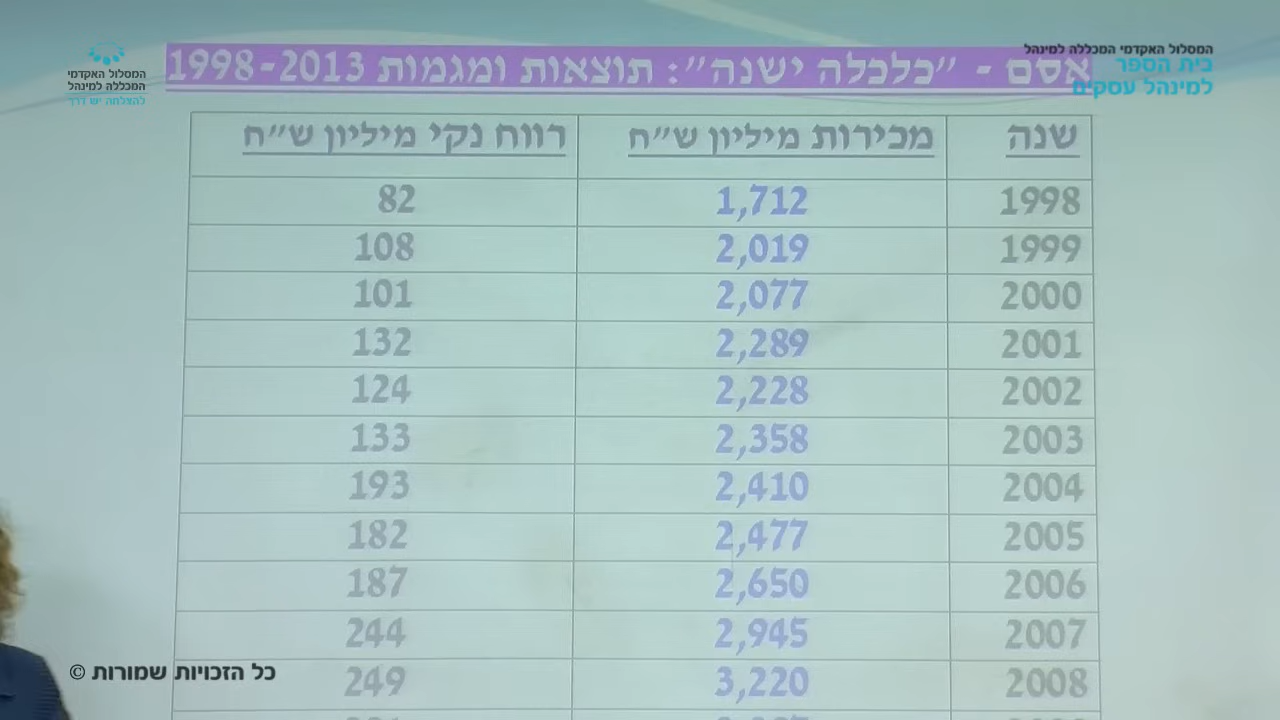 המסלול האקדמי המכללה למינהל
בית הספר
למינהל עסקים
המסלול האקדמי
המכללה למינהל
להצלחה יש דרך
אסם - "כלכלה ישנה": תוצאות ומגמות 1998-2013
שנה מכירות מיליון ש"ח רווח נקי מיליון ש"ח
1998 1,712 82
1999 2,019 108
2000 2,077 101
2001 2,289 132
2002 2,228 124
2003 2,358 133
2004 2,410 193
2005 2,477 182
2006 2,650 187
2007 2,945 244
2008 3,220 249
כל הזכויות שמורות ©